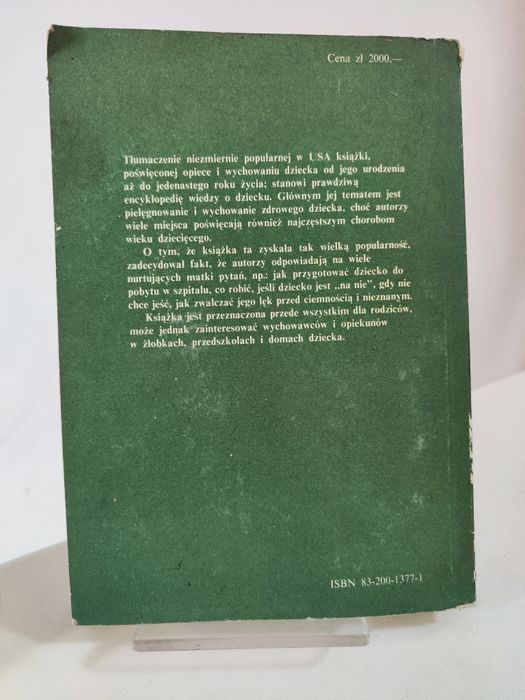 Cena zł 2000.—
Tłumaczenie niezmiernie popularnej w USA książki,
poświęconej opiece i wychowaniu dziecka od jego urodzenia
aż do jedenastego roku życia; stanowi prawdziwą
encyklopedię wiedzy o dziecku. Głównym jej tematem jest
pielęgnowanie i wychowanie zdrowego dziecka, choć autorzy
wiele miejsca poświęcają również najczęstszym chorobom
wieku dziecięcego.
O tym, że książka ta zyskała tak wielką popularność,
zadecydował fakt, że autorzy odpowiadają na wiele
nurtujących matki pytań, np.: jak przygotować dziecko do
pobytu w szpitalu, co robić, jeśli dziecko jest „na nie”, gdy nie
chce jeść, jak zwalczać jego lęk przed ciemnością i nieznanym.
Książka jest przeznaczona przede wszystkim dla rodziców,
może jednak zainteresować wychowawców i opiekunów
w żłobkach, przedszkolach i domach dziecka.
ISBN 83-200-1377-1